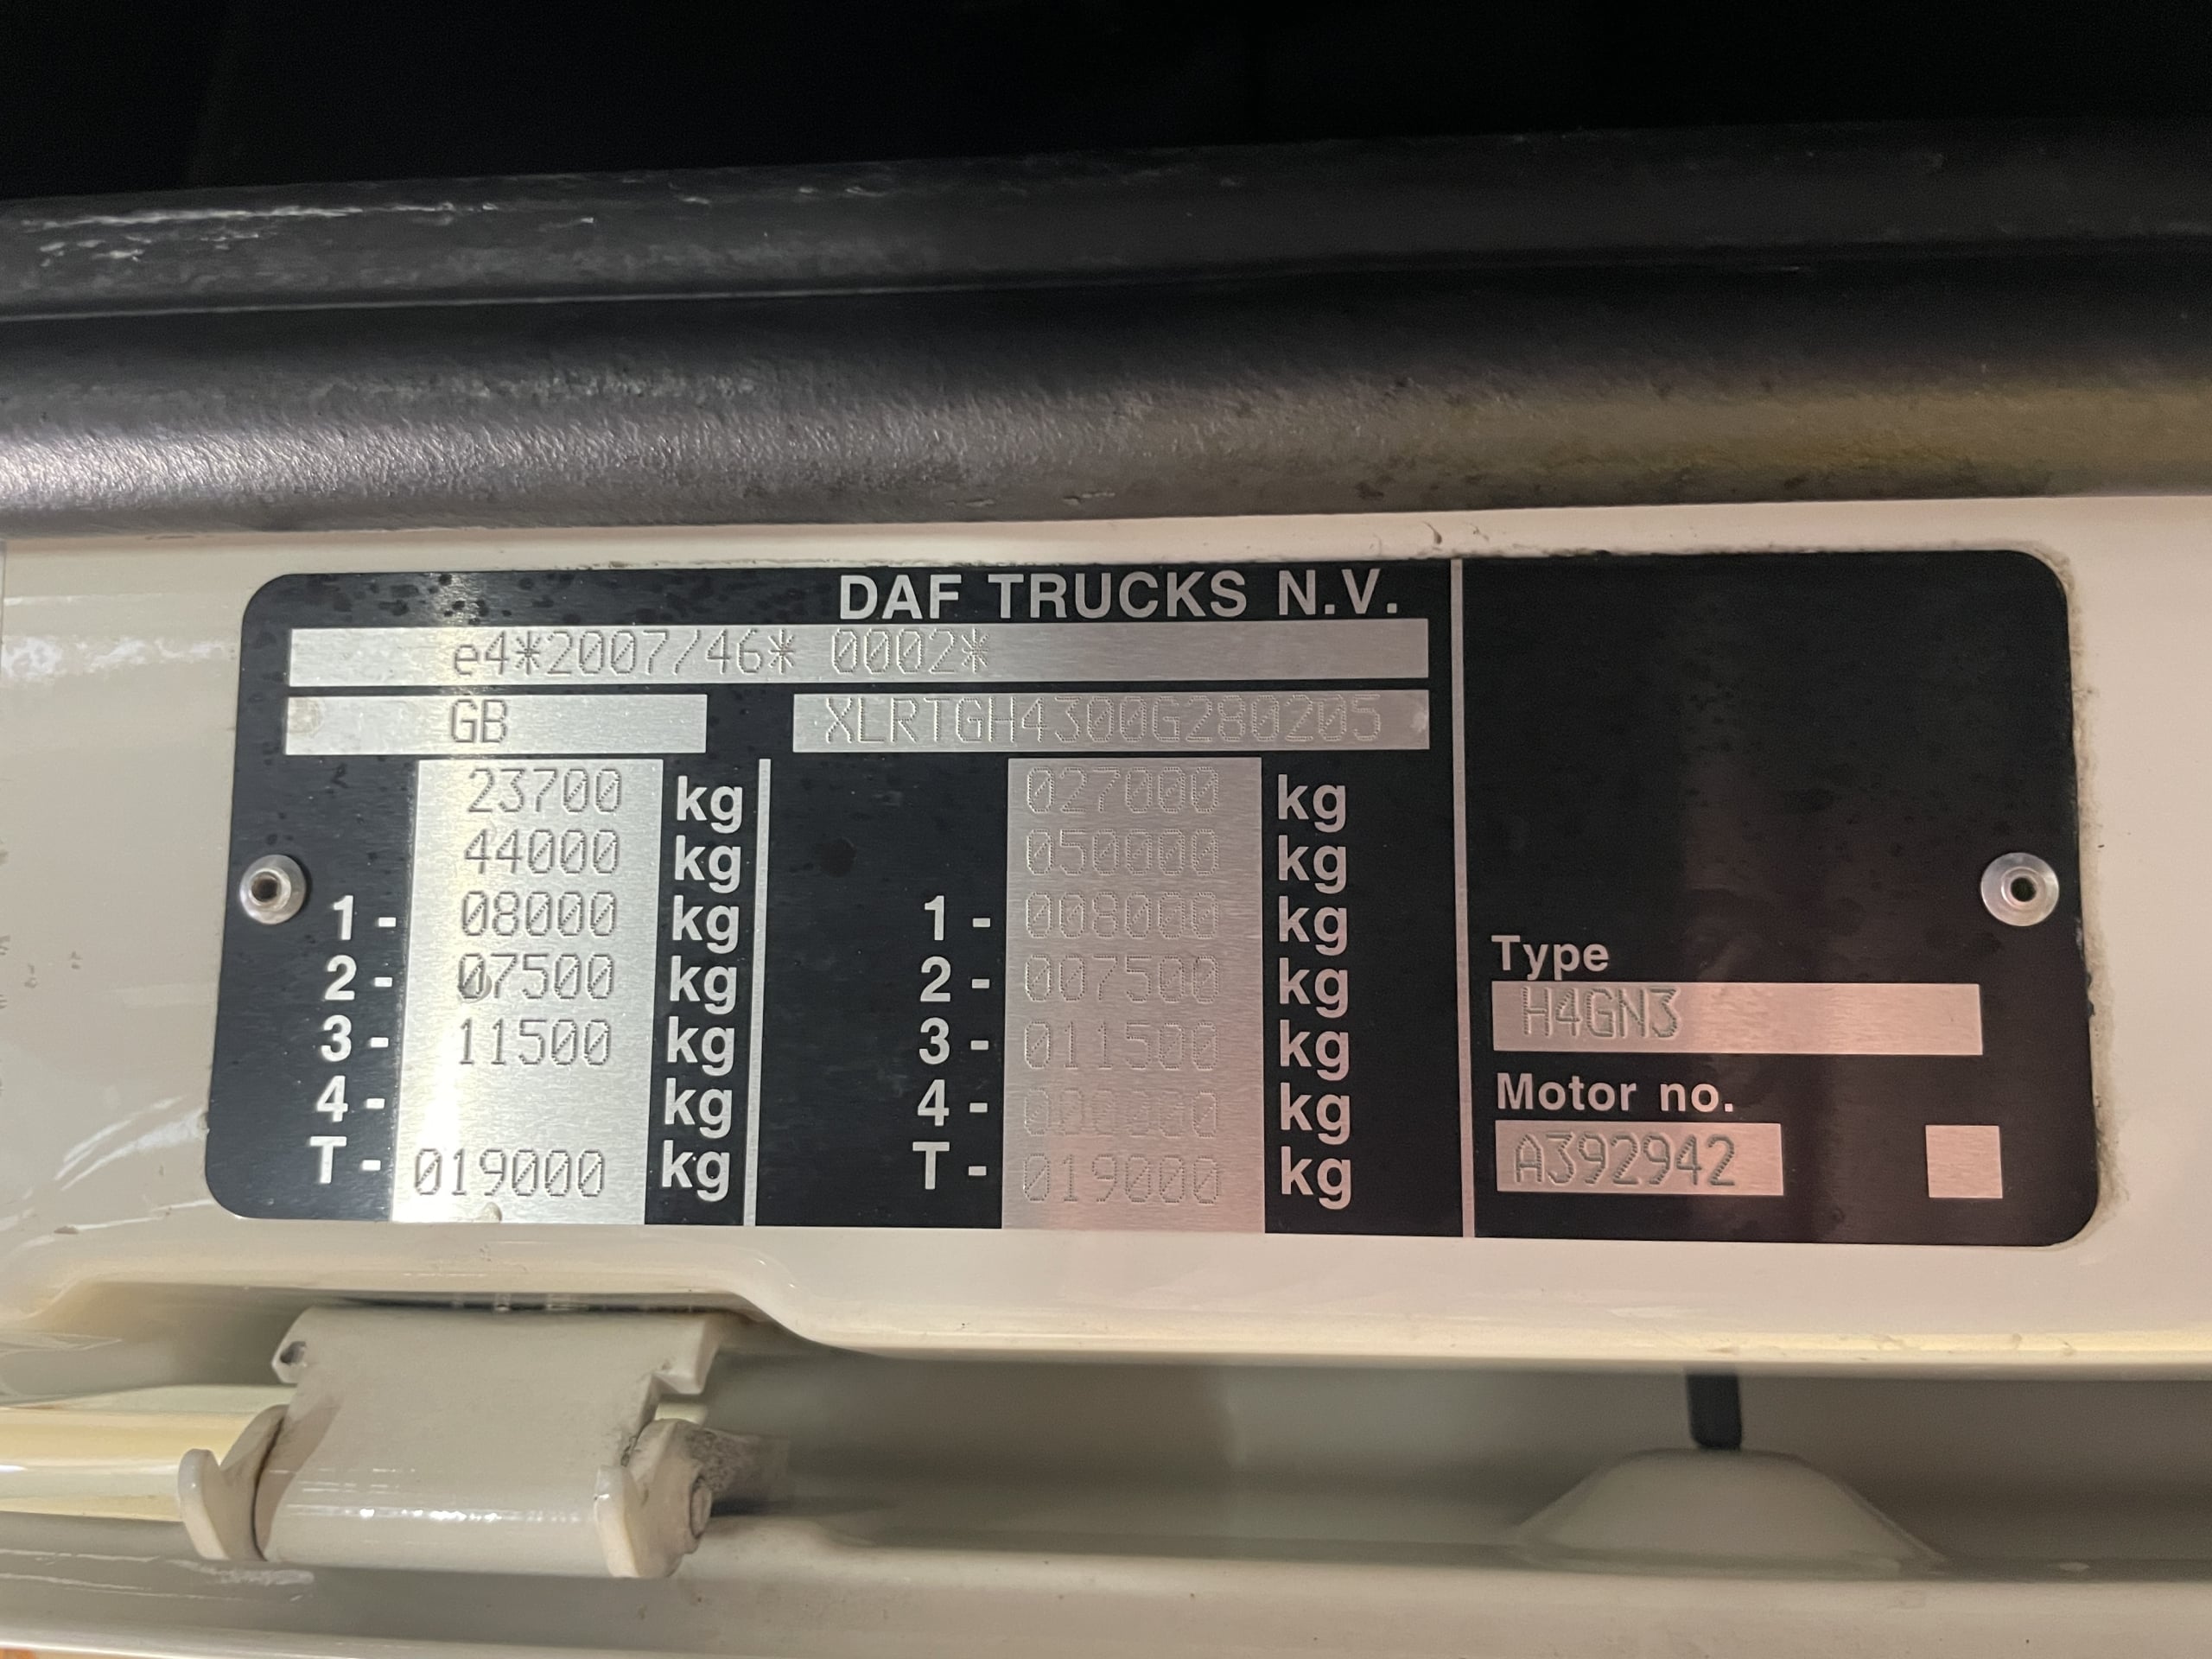 DAF TRUCKS N.V.
e4*2007/46* 0002*
GB XLRTGH4300G280205
23700 kg 027000 kg
44000 kg 050000 kg
1 - 08000 kg 1 - 008000 kg
2 - 07500 kg 2 - 007500 kg
3 - 11500 kg 3 - 011500 kg
4 - kg 4 - 000000 kg
T - 019000 kg T - 019000 kg
Type
H4GN3
Motor no.
A392942